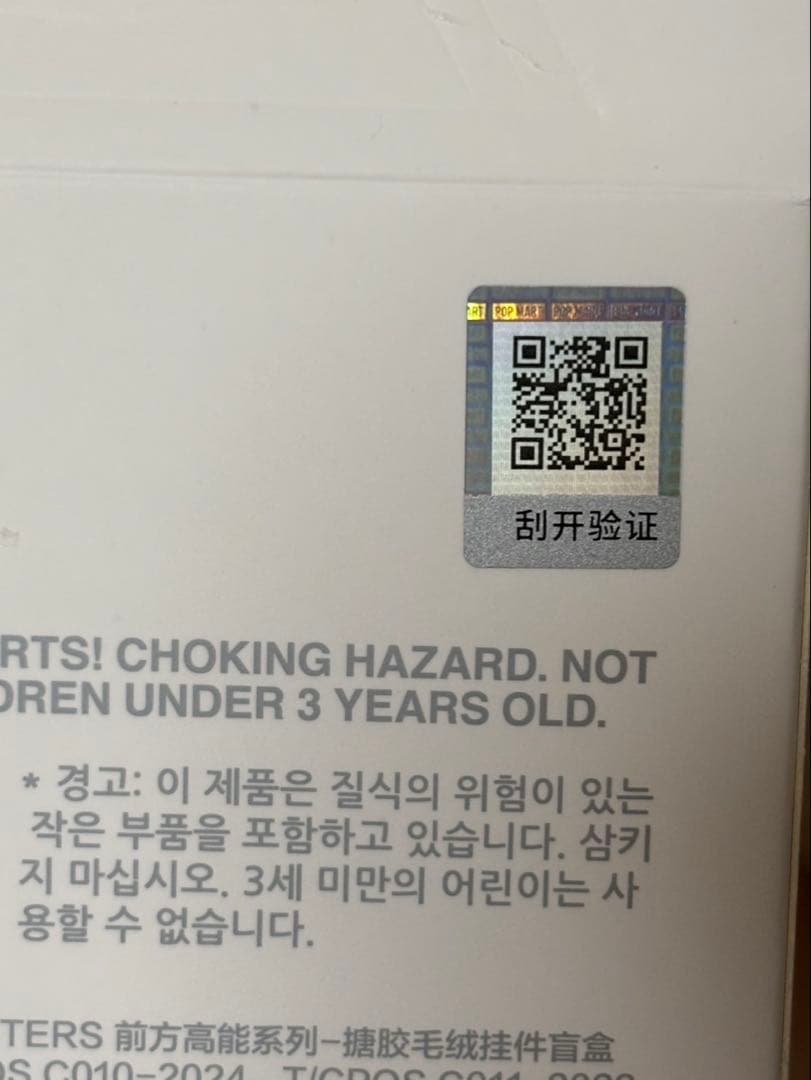 POP MART
刮开验证
RTS! CHOKING HAZARD. NOT
DREN UNDER 3 YEARS OLD.
* 경고: 이 제품은 질식의 위험이 있는
작은 부품을 포함하고 있습니다. 삼키
지 마십시오. 3세 미만의 어린이는 사
용할 수 없습니다.
TERS 前方高能系列-搪胶毛绒挂件盲盒
C010-2024